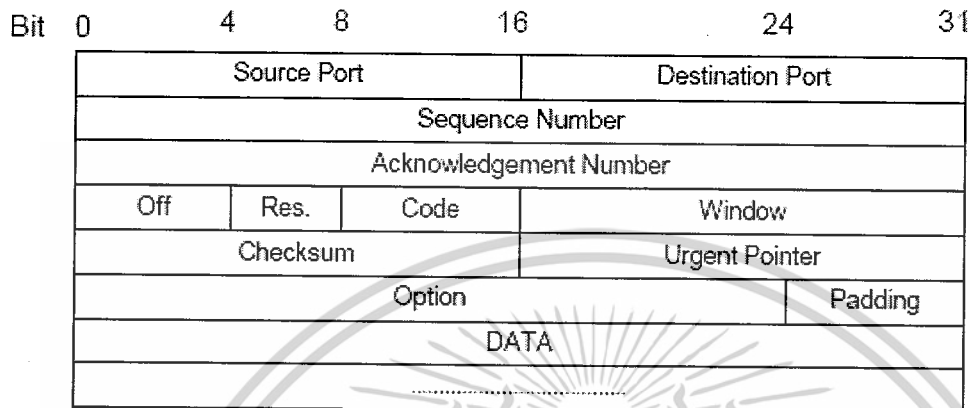 Bit 0 4 8 16 24 31
Source Port Destination Port
Sequence Number
Acknowledgement Number
Off Res. Code Window
Checksum Urgent Pointer
Option Padding
DATA
..............................